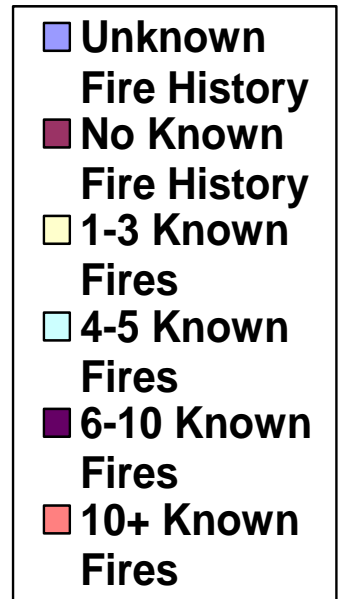 Unknown
Fire History
No Known
Fire History
1-3 Known
Fires
4-5 Known
Fires
6-10 Known
Fires
10+ Known
Fires